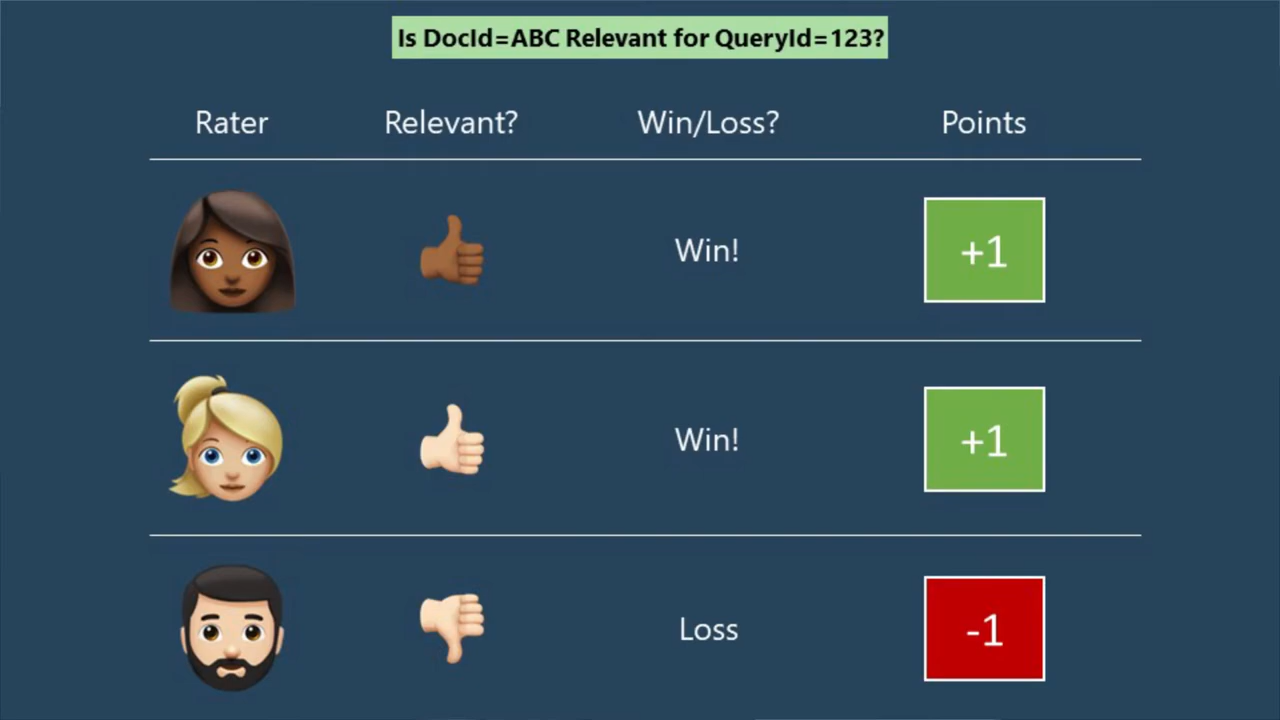 Is DocId=ABC Relevant for QueryId=123?
Rater Relevant? Win/Loss? Points
Win! +1
Win! +1
Loss -1